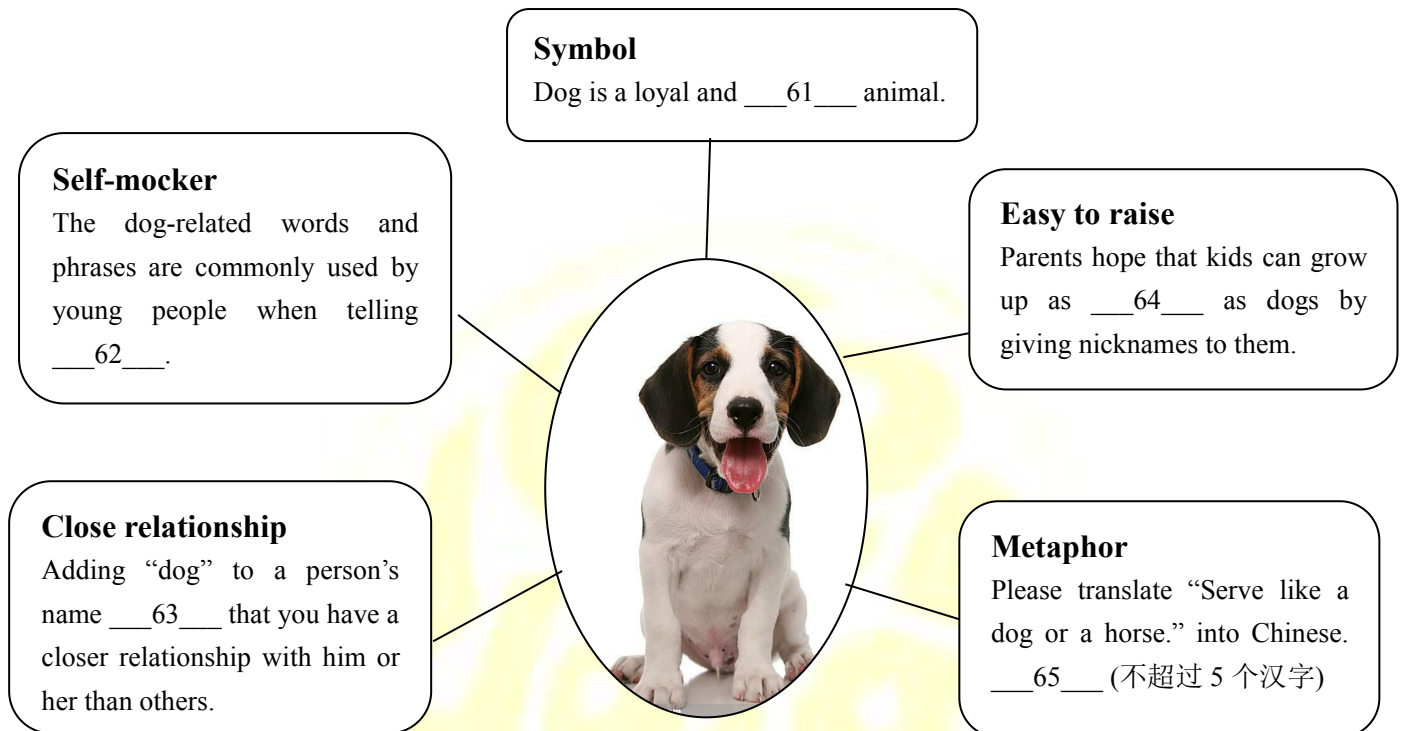 Symbol
Dog is a loyal and ___61___ animal.
Self-mocker
The dog-related words and
phrases are commonly used by
young people when telling
___62___.
Easy to raise
Parents hope that kids can grow
up as ___64___ as dogs by
giving nicknames to them.
Close relationship
Adding “dog” to a person’s
name ___63___ that you have a
closer relationship with him or
her than others.
Metaphor
Please translate “Serve like a
dog or a horse.” into Chinese.
___65___ (不超过 5 个汉字)